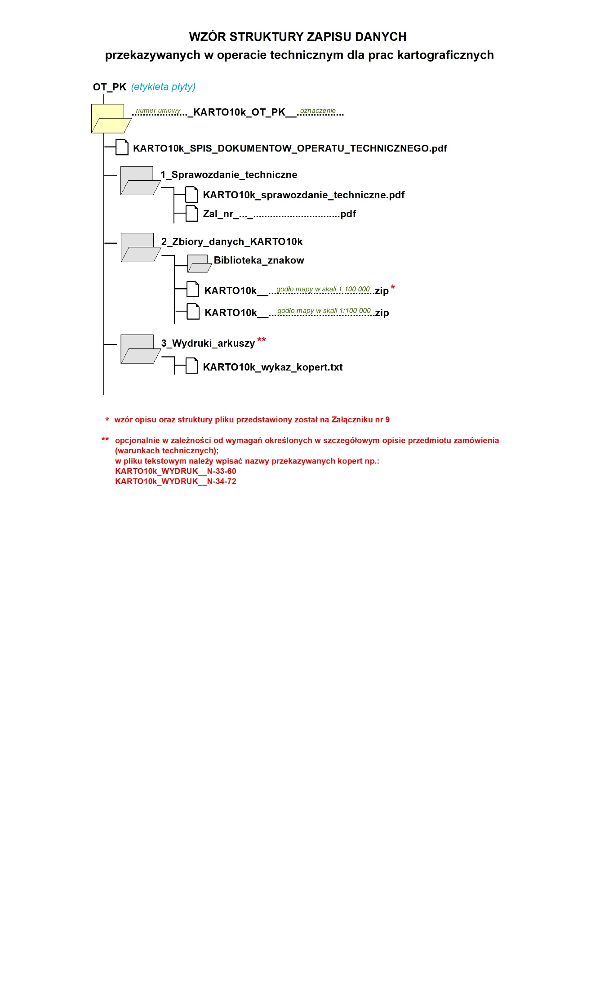 WZÓR STRUKTURY ZAPISU DANYCH
przekazywanych w operacie technicznym dla prac kartograficznych
OT_PK (etykieta płyty)
....numer umowy...._KARTO10k_OT_PK__....oznaczenie....
KARTO10k_SPIS_DOKUMENTOW_OPERATU_TECHNICZNEGO.pdf
1_Sprawozdanie_techniczne
KARTO10k_sprawozdanie_techniczne.pdf
Zal_nr_..._...............................pdf
2_Zbiory_danych_KARTO10k
Biblioteka_znakow
KARTO10k__...godło mapy w skali 1:100 000...zip *
KARTO10k__...godło mapy w skali 1:100 000...zip
3_Wydruki_arkuszy **
KARTO10k_wykaz_kopert.txt
* wzór opisu oraz struktury pliku przedstawiony został na Załączniku nr 9
** opcjonalnie w zależności od wymagań określonych w szczegółowym opisie przedmiotu zamówienia
(warunkach technicznych);
w pliku tekstowym należy wpisać nazwy przekazywanych kopert np.:
KARTO10k_WYDRUK__N-33-60
KARTO10k_WYDRUK__N-34-72